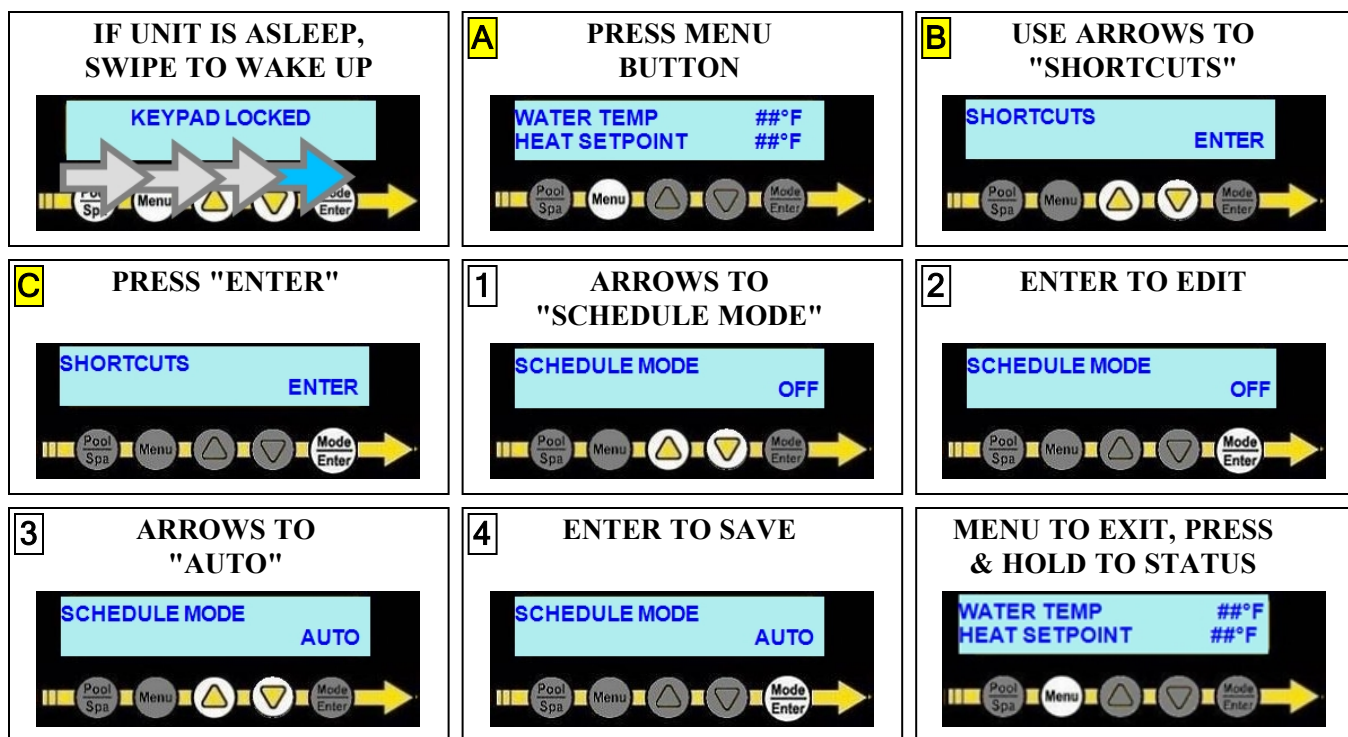 IF UNIT IS ASLEEP,
SWIPE TO WAKE UP
KEYPAD LOCKED
Pool
Menu
Mode
Spa
Enter
A
PRESS MENU
BUTTON
WATER TEMP ##°F
HEAT SETPOINT ##°F
Pool
Spa
Menu
Mode
Enter
B
USE ARROWS TO
"SHORTCUTS"
SHORTCUTS
ENTER
Pool
Spa
Menu
Mode
Enter
C
PRESS "ENTER"
SHORTCUTS
ENTER
Pool
Spa
Menu
Mode
Enter
1
ARROWS TO
"SCHEDULE MODE"
SCHEDULE MODE
OFF
Pool
Spa
Menu
Mode
Enter
2
ENTER TO EDIT
SCHEDULE MODE
OFF
Pool
Spa
Menu
Mode
Enter
3
ARROWS TO
"AUTO"
SCHEDULE MODE
AUTO
Pool
Spa
Menu
Mode
Enter
4
ENTER TO SAVE
SCHEDULE MODE
AUTO
Pool
Spa
Menu
Mode
Enter
MENU TO EXIT, PRESS
& HOLD TO STATUS
WATER TEMP ##°F
HEAT SETPOINT ##°F
Pool
Spa
Menu
Mode
Enter